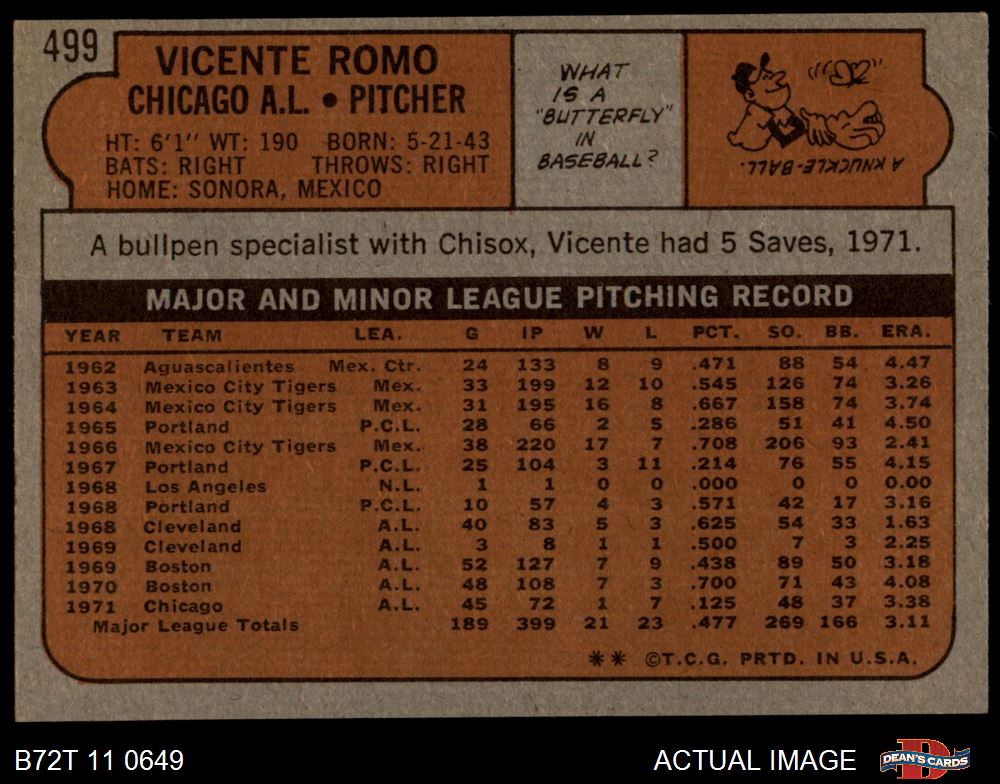 499
VICENTE ROMO
CHICAGO A.L. • PITCHER
HT: 6'1" WT: 190 BORN: 5-21-43
BATS: RIGHT THROWS: RIGHT
HOME: SONORA, MEXICO
WHAT
IS A
"BUTTERFLY"
IN
BASEBALL?
A KNUCKLE-BALL.
A bullpen specialist with Chisox, Vicente had 5 Saves, 1971.
MAJOR AND MINOR LEAGUE PITCHING RECORD
YEAR TEAM LEA. G IP W L PCT. SO. BB. ERA.
1962 Aguascalientes Mex. Ctr. 24 133 8 9 .471 88 54 4.47
1963 Mexico City Tigers Mex. 33 199 12 10 .545 126 74 3.26
1964 Mexico City Tigers Mex. 31 195 16 8 .667 158 74 3.74
1965 Portland P.C.L. 28 66 2 5 .286 51 41 4.50
1966 Mexico City Tigers Mex. 38 220 17 7 .708 206 93 2.41
1967 Portland P.C.L. 25 104 3 11 .214 76 55 4.15
1968 Los Angeles N.L. 1 1 0 0 .000 0 0 0.00
1968 Portland P.C.L. 10 57 4 3 .571 42 17 3.16
1968 Cleveland A.L. 40 83 5 3 .625 54 33 1.63
1969 Cleveland A.L. 3 8 1 1 .500 7 3 2.25
1969 Boston A.L. 52 127 7 9 .438 89 50 3.18
1970 Boston A.L. 48 108 7 3 .700 71 43 4.08
1971 Chicago A.L. 45 72 1 7 .125 48 37 3.38
Major League Totals 189 399 21 23 .477 269 166 3.11
** ©T.C.G. PRTD. IN U.S.A.
B72T 11 0649
ACTUAL IMAGE
DEAN'S CARDS